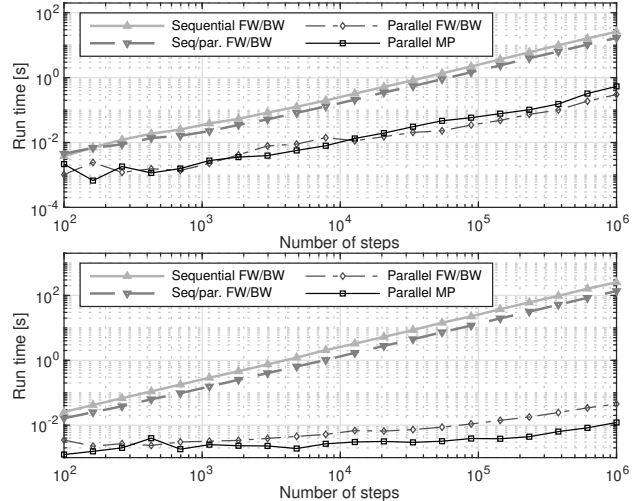 Sequential FW/BW
Parallel FW/BW
Seq/par. FW/BW
Parallel MP
10^2
10^0
10^-2
10^-4
Run time [s]
10^2
10^3
10^4
10^5
10^6
Number of steps
Sequential FW/BW
Parallel FW/BW
Seq/par. FW/BW
Parallel MP
10^2
10^0
10^-2
Run time [s]
10^2
10^3
10^4
10^5
10^6
Number of steps